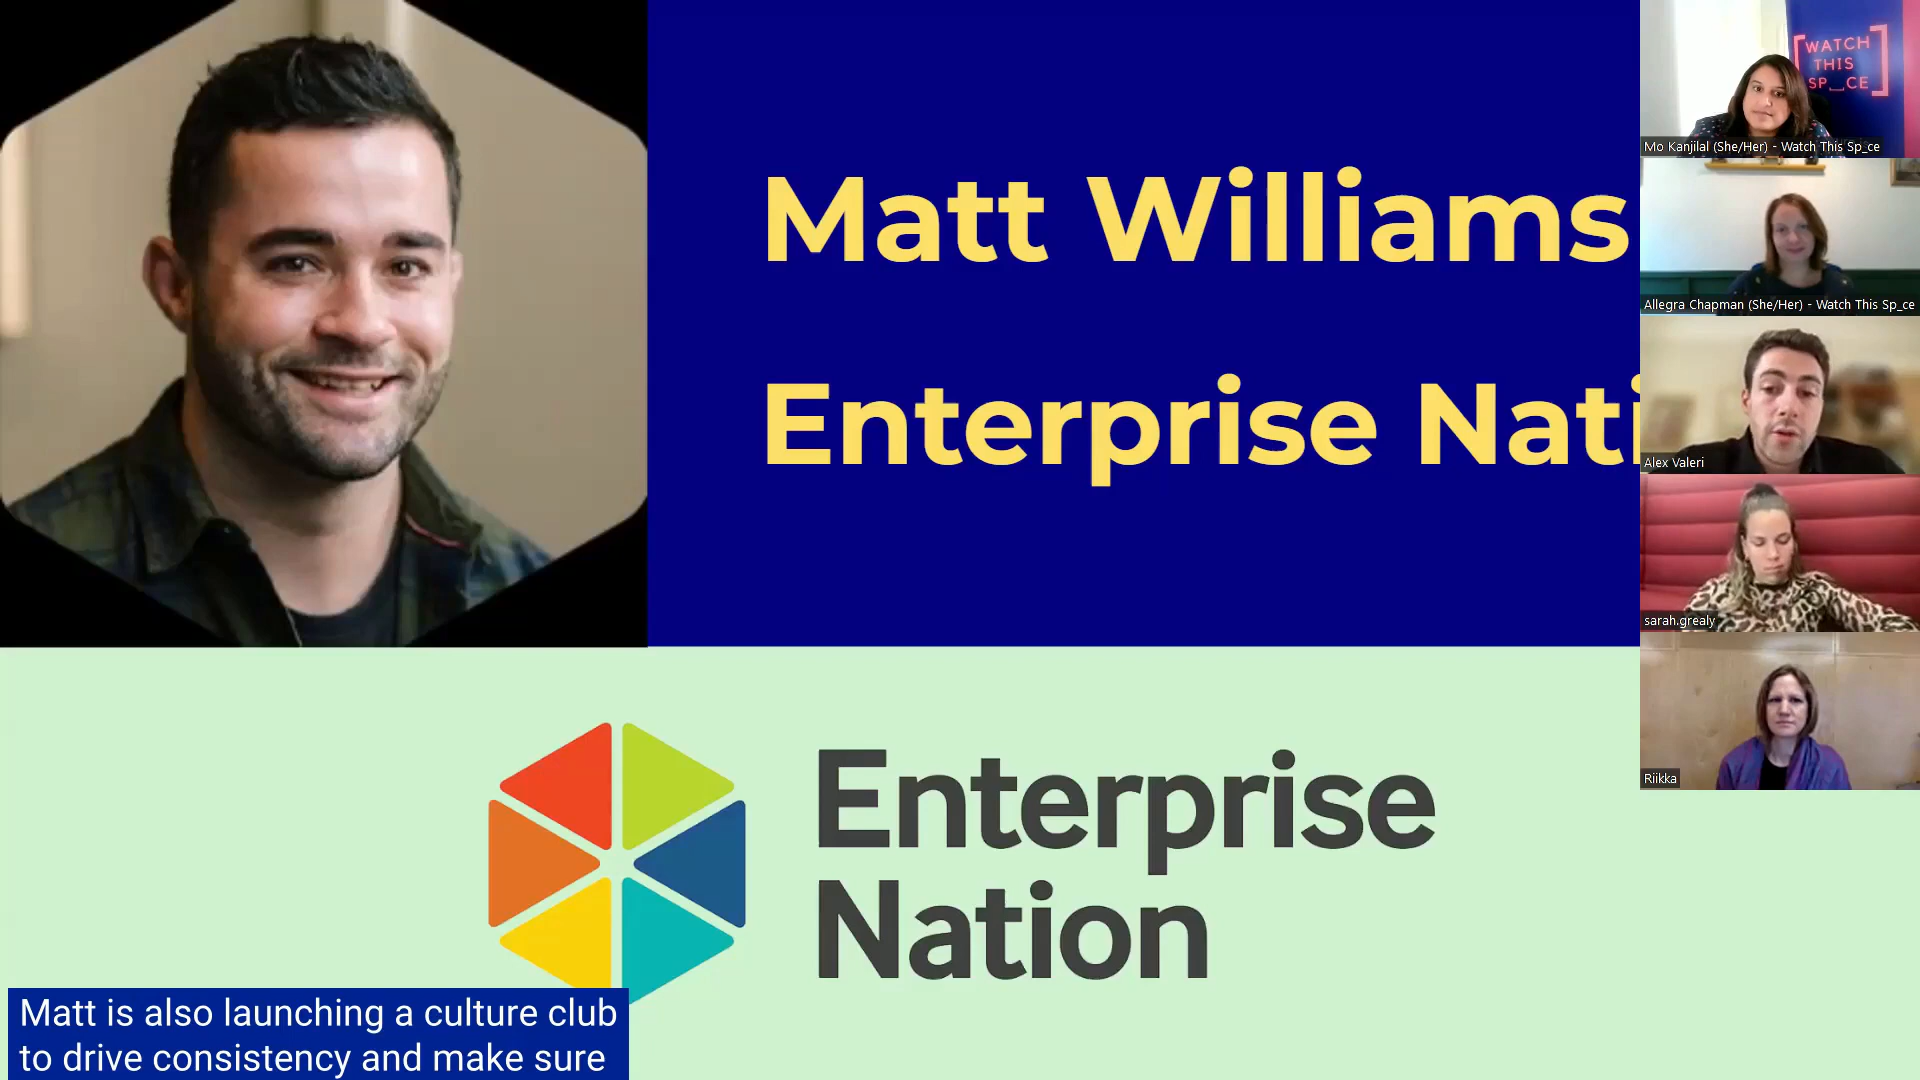 Matt Williams
Enterprise Nati
Enterprise
Nation
Matt is also launching a culture club
to drive consistency and make sure
[WATCH
THIS
SP_CE]
Mo Kanjilal (She/Her) - Watch This Sp_ce
Allegra Chapman (She/Her) - Watch This Sp_ce
Alex Valeri
sarah.grealy
Riikka